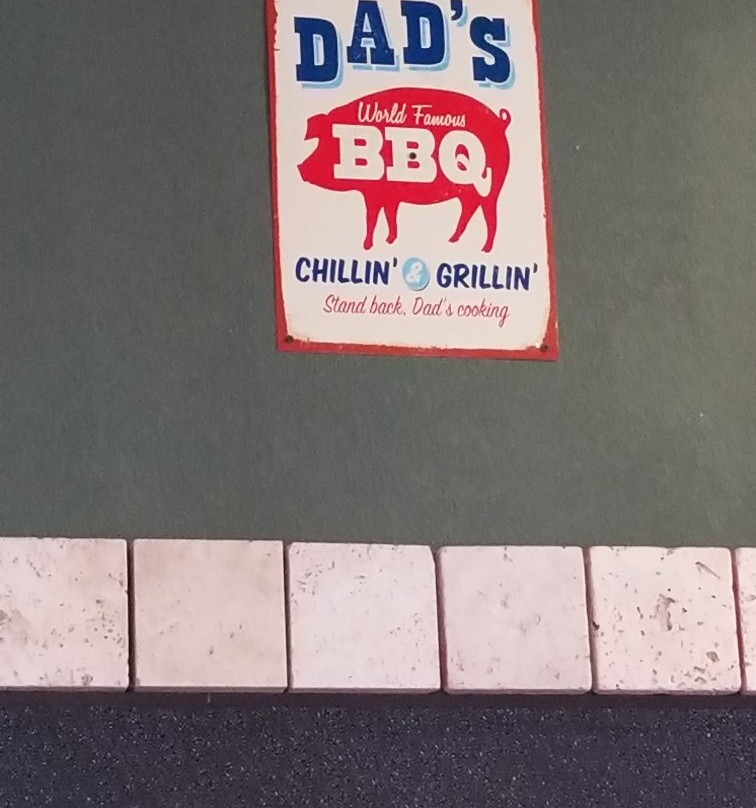 DAD'S
World Famous
BBQ
CHILLIN' & GRILLIN'
Stand back, Dad's cooking